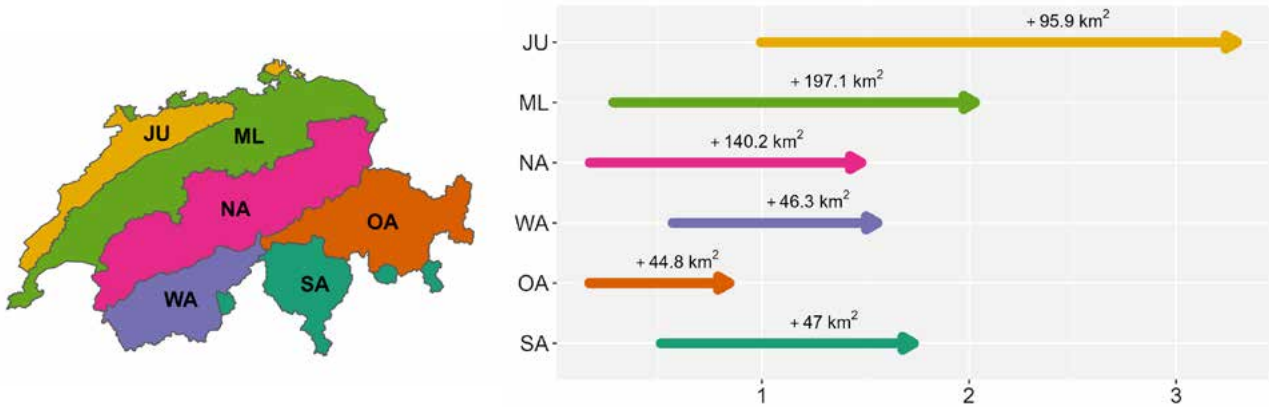 JU
ML
NA
OA
WA
SA
JU
+ 95.9 km²
ML
+ 197.1 km²
NA
+ 140.2 km²
WA
+ 46.3 km²
OA
+ 44.8 km²
SA
+ 47 km²
1 2 3